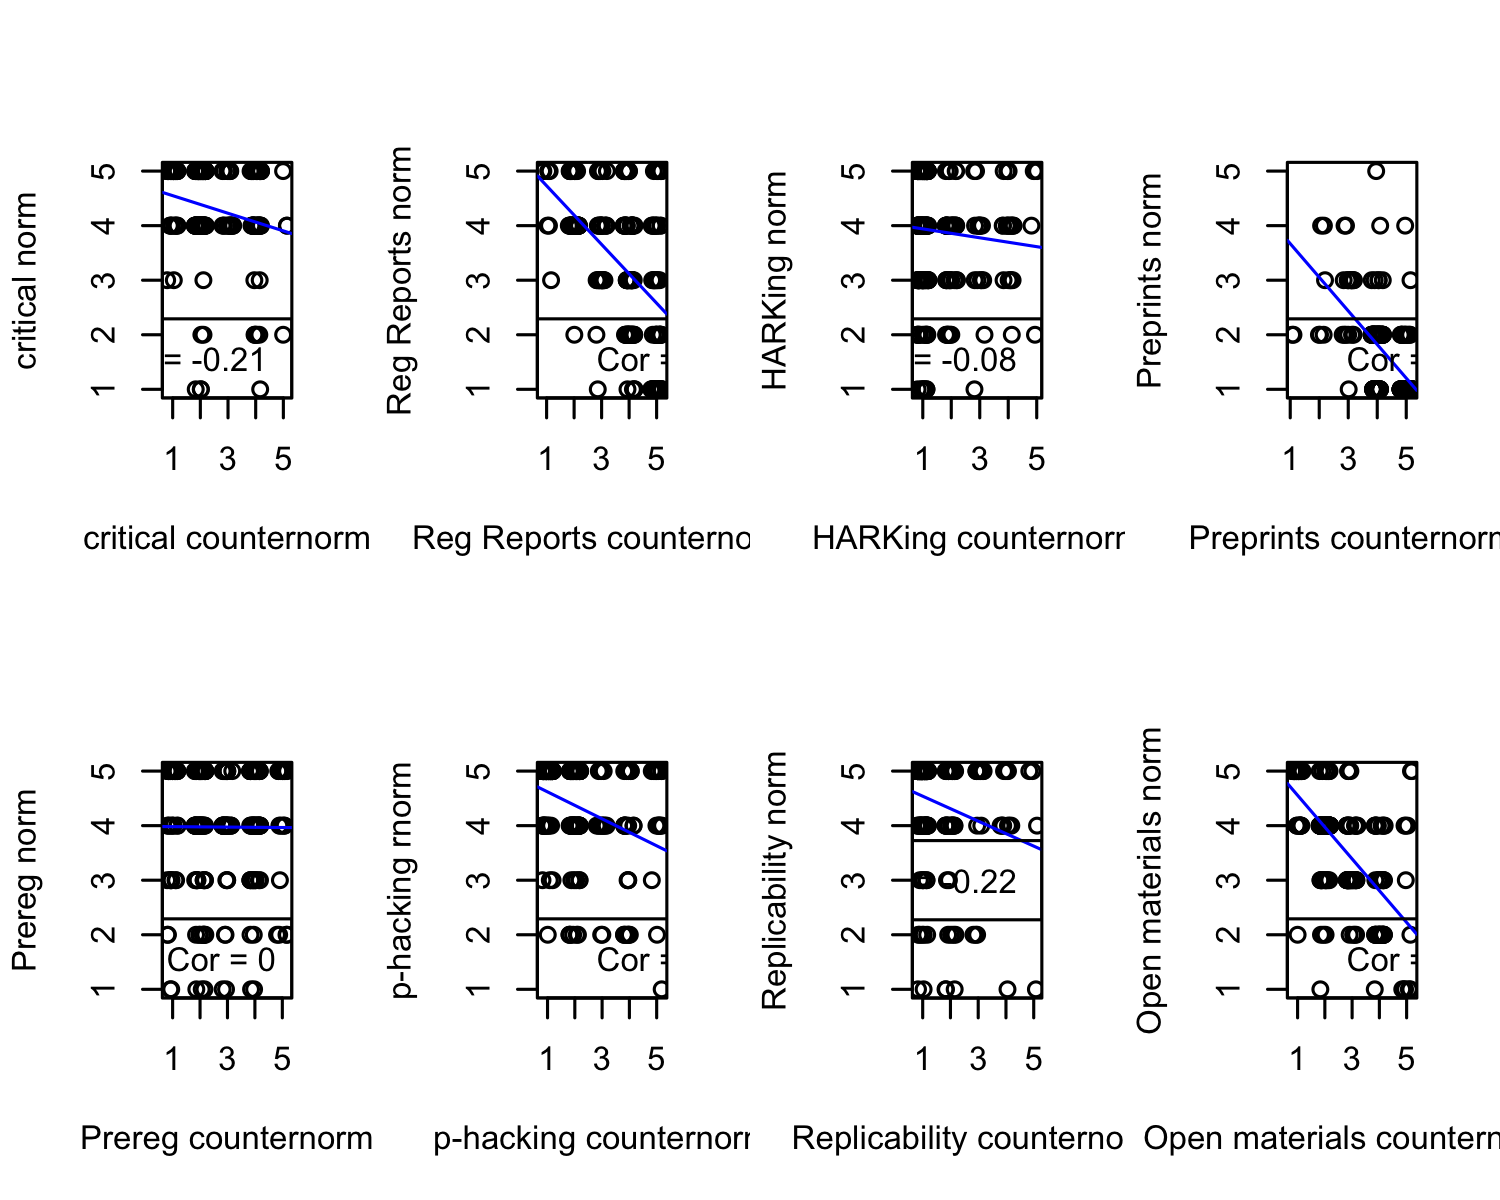 critical norm
5
4
3
2
1
= -0.21
1 3 5
critical counternorm
Reg Reports norm
5
4
3
2
1
Cor =
1 3 5
Reg Reports counterno
HARKing norm
5
4
3
2
1
= -0.08
1 3 5
HARKing counternorr
Preprints norm
5
4
3
2
1
Cor =
1 3 5
Preprints counternorn
Prereg norm
5
4
3
2
1
Cor = 0
1 3 5
Prereg counternorm
p-hacking rnorm
5
4
3
2
1
Cor =
1 3 5
p-hacking counternorr
Replicability norm
5
4
3
2
1
-0.22
1 3 5
Replicability counterno
Open materials norm
5
4
3
2
1
Cor =
1 3 5
Open materials countern